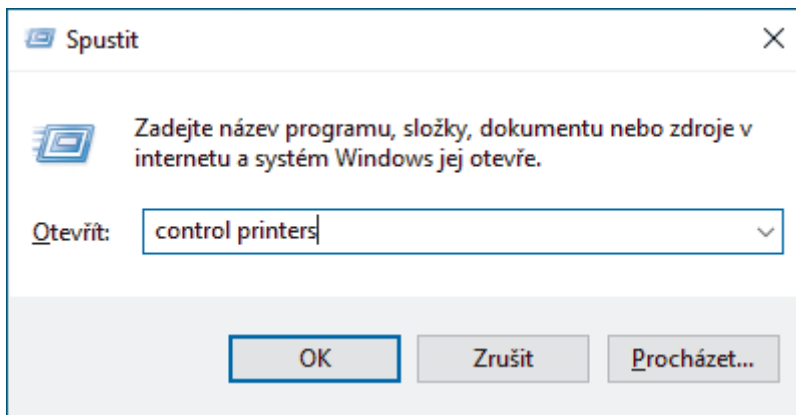 Spustit
Zadejte název programu, složky, dokumentu nebo zdroje v
internetu a systém Windows jej otevře.
Otevřít: control printers
OK Zrušit Procházet...